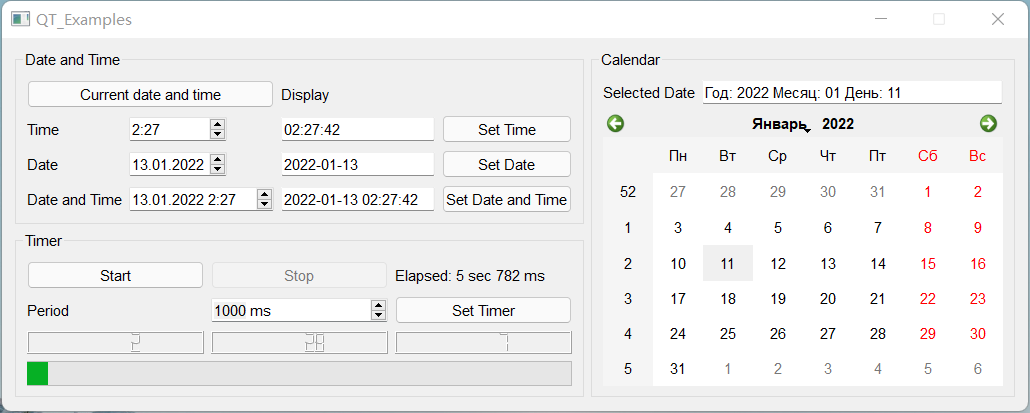 QT_Examples
Date and Time
Current date and time Display
Time 2:27 02:27:42 Set Time
Date 13.01.2022 2022-01-13 Set Date
Date and Time 13.01.2022 2:27 2022-01-13 02:27:42 Set Date and Time
Timer
Start Stop Elapsed: 5 sec 782 ms
Period 1000 ms Set Timer
2 28 7
Calendar
Selected Date Год: 2022 Месяц: 01 День: 11
Январь 2022
Пн Вт Ср Чт Пт Сб Вс
52 27 28 29 30 31 1 2
1 3 4 5 6 7 8 9
2 10 11 12 13 14 15 16
3 17 18 19 20 21 22 23
4 24 25 26 27 28 29 30
5 31 1 2 3 4 5 6